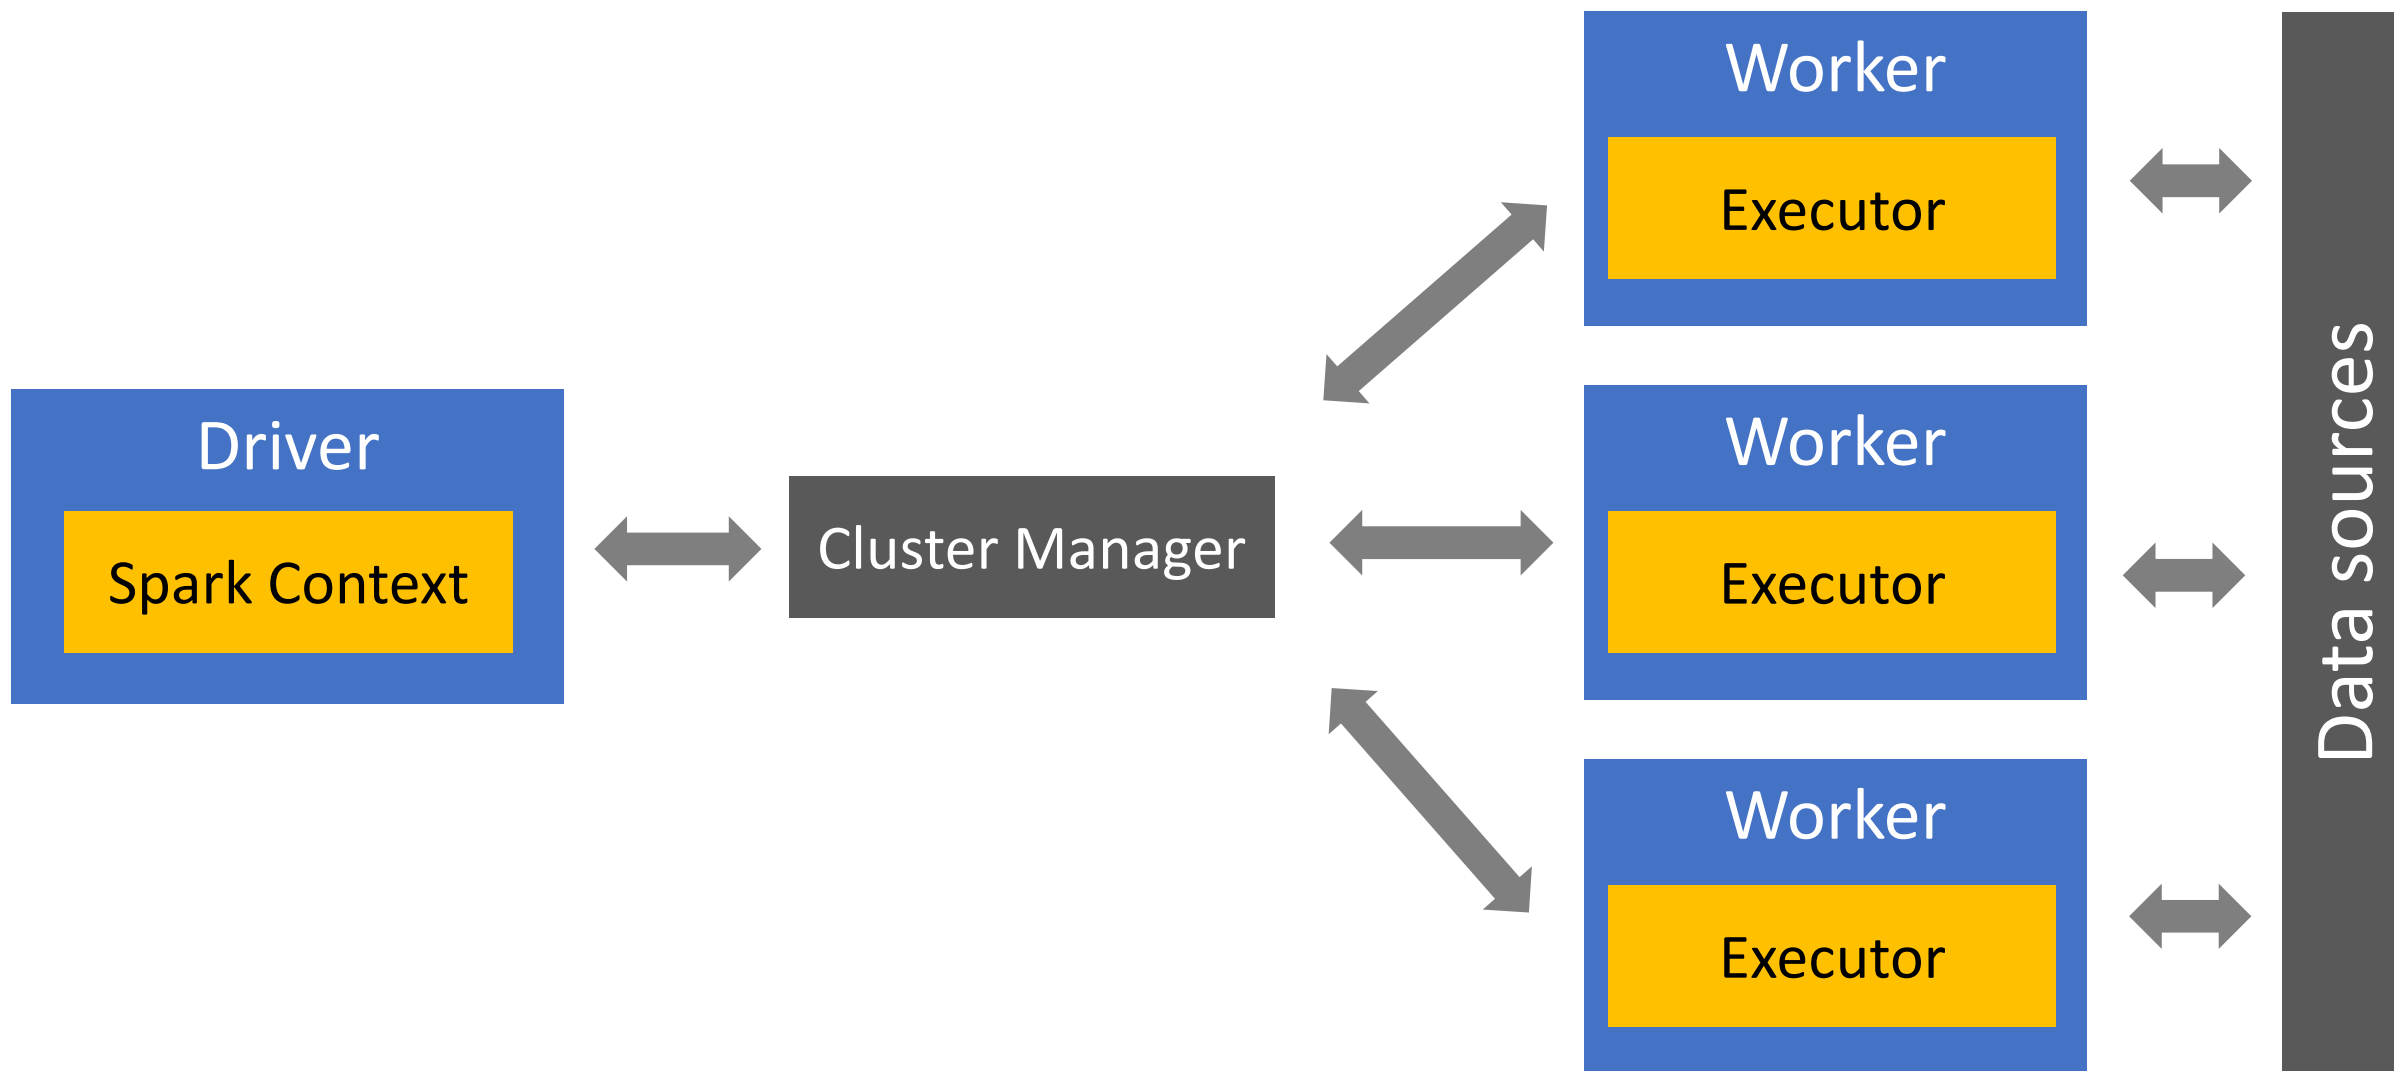 Driver
Spark Context
Cluster Manager
Worker
Executor
Worker
Executor
Worker
Executor
Data sources